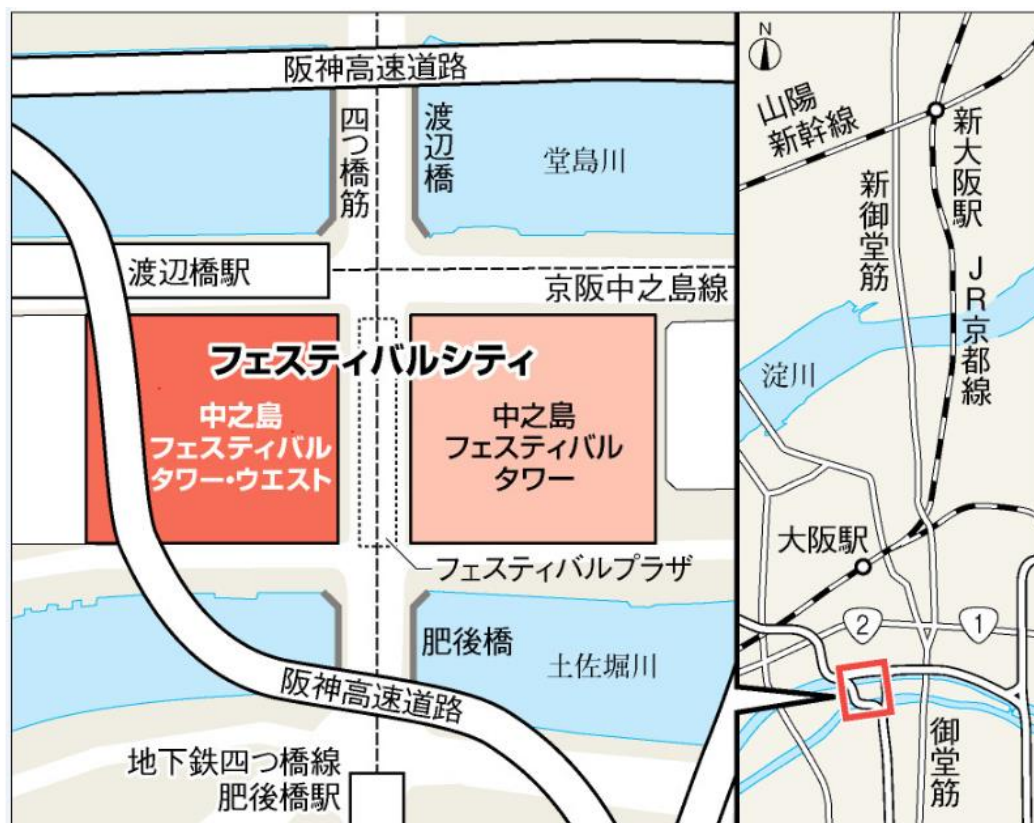 阪神高速道路
四つ橋筋
渡辺橋
堂島川
渡辺橋駅
京阪中之島線
フェスティバルシティ
中之島
フェスティバル
タワー・ウエスト
中之島
フェスティバル
タワー
フェスティバルプラザ
肥後橋
土佐堀川
阪神高速道路
地下鉄四つ橋線
肥後橋駅
N
山陽
新幹線
新大阪駅
新御堂筋
JR京都線
淀川
大阪駅
2
1
御堂筋